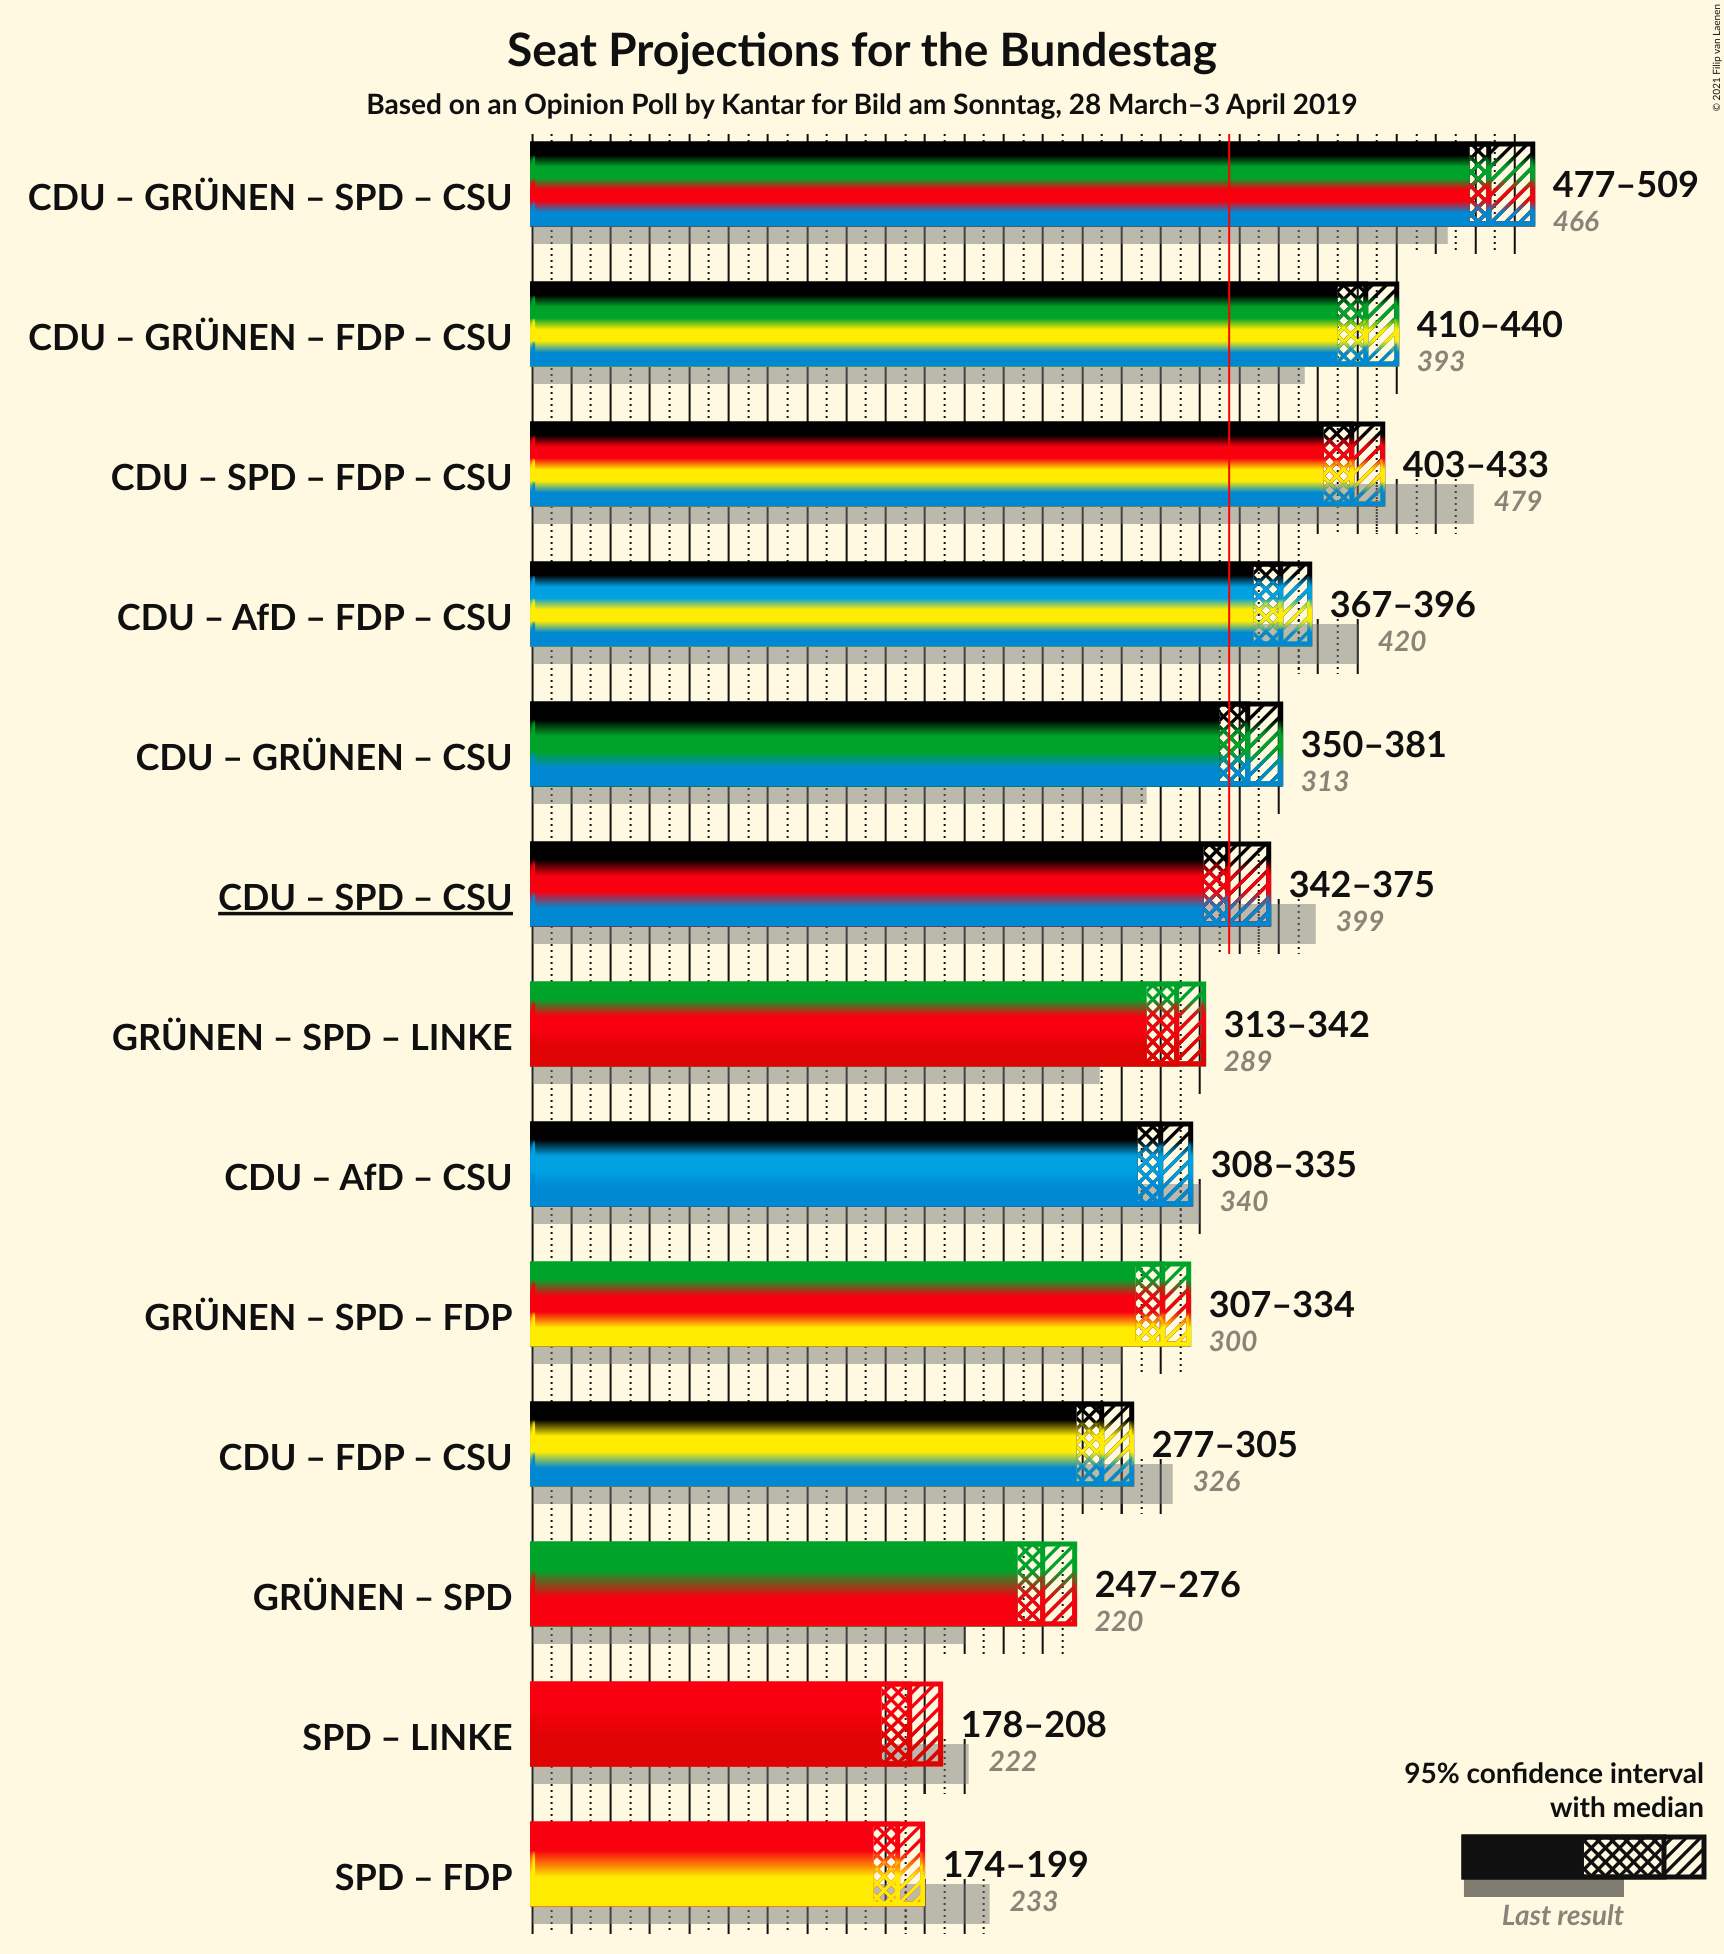 Seat Projections for the Bundestag
Based on an Opinion Poll by Kantar for Bild am Sonntag, 28 March–3 April 2019
© 2021 Filip van Laenen
CDU – GRÜNEN – SPD – CSU
477–509
466
CDU – GRÜNEN – FDP – CSU
410–440
393
CDU – SPD – FDP – CSU
403–433
479
CDU – AfD – FDP – CSU
367–396
420
CDU – GRÜNEN – CSU
350–381
313
CDU – SPD – CSU
342–375
399
GRÜNEN – SPD – LINKE
313–342
289
CDU – AfD – CSU
308–335
340
GRÜNEN – SPD – FDP
307–334
300
CDU – FDP – CSU
277–305
326
GRÜNEN – SPD
247–276
220
SPD – LINKE
178–208
222
SPD – FDP
174–199
233
95% confidence interval
with median
Last result